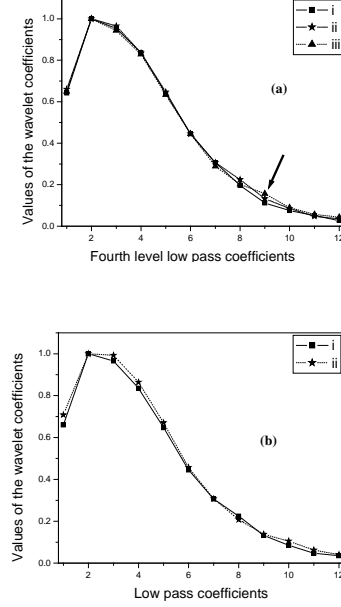 Values of the wavelet coefficients
1.0
0.8
0.6
0.4
0.2
0.0
i
ii
iii
(a)
2 4 6 8 10 12
Fourth level low pass coefficients
Values of the wavelet coefficients
1.0
0.8
0.6
0.4
0.2
0.0
i
ii
(b)
2 4 6 8 10 12
Low pass coefficients